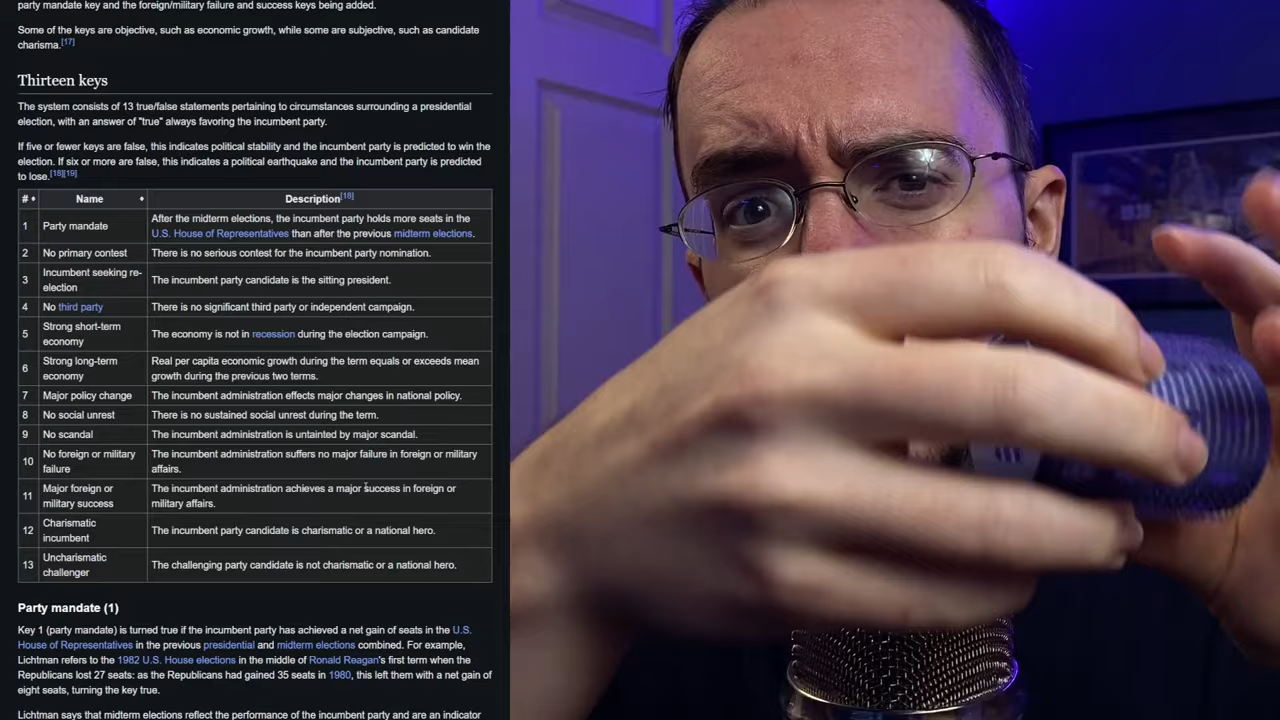 party mandate key and the foreign/military failure and success keys being added.
Some of the keys are objective, such as economic growth, while some are subjective, such as candidate
charisma.[17]
Thirteen keys
The system consists of 13 true/false statements pertaining to circumstances surrounding a presidential
election, with an answer of "true" always favoring the incumbent party.
If five or fewer keys are false, this indicates political stability and the incumbent party is predicted to win the
election. If six or more are false, this indicates a political earthquake and the incumbent party is predicted
to lose.[18][19]
# Name Description[18]
1 Party mandate After the midterm elections, the incumbent party holds more seats in the
U.S. House of Representatives than after the previous midterm elections.
2 No primary contest There is no serious contest for the incumbent party nomination.
3 Incumbent seeking re-
election The incumbent party candidate is the sitting president.
4 No third party There is no significant third party or independent campaign.
5 Strong short-term
economy The economy is not in recession during the election campaign.
6 Strong long-term
economy Real per capita economic growth during the term equals or exceeds mean
growth during the previous two terms.
7 Major policy change The incumbent administration effects major changes in national policy.
8 No social unrest There is no sustained social unrest during the term.
9 No scandal The incumbent administration is untainted by major scandal.
10 No foreign or military
failure The incumbent administration suffers no major failure in foreign or military
affairs.
11 Major foreign or
military success The incumbent administration achieves a major success in foreign or
military affairs.
12 Charismatic
incumbent The incumbent party candidate is charismatic or a national hero.
13 Uncharismatic
challenger The challenging party candidate is not charismatic or a national hero.
Party mandate (1)
Key 1 (party mandate) is turned true if the incumbent party has achieved a net gain of seats in the U.S.
House of Representatives in the previous presidential and midterm elections combined. For example,
Lichtman refers to the 1982 U.S. House elections in the middle of Ronald Reagan's first term when the
Republicans lost 27 seats: as the Republicans had gained 35 seats in 1980, this left them with a net gain of
eight seats, turning the key true.
Lichtman says that midterm elections reflect the performance of the incumbent party and are an indicator